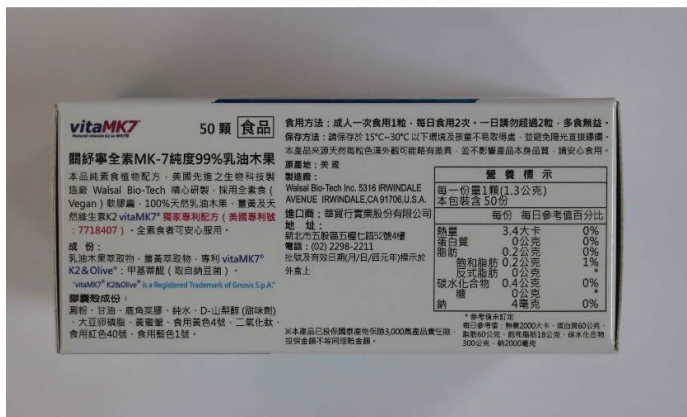 vitaMK7
Natural vitamin K2 as MK7®
50 顆 食品
關紓寧全素MK-7純度99%乳油木果
本品純素食植物配方，美國先進之生物科技製
造廠 Walsal Bio-Tech 精心研製，採用全素食（
Vegan）軟膠囊，100%天然乳油木果、薑黃及天
然維生素K2 vitaMK7® 獨家專利配方（美國專利號
：7718407）。全素食者可安心服用。
成 份：
乳油木果萃取物、薑黃萃取物、專利 vitaMK7®
K2＆Olive®：甲基萘醌（取自納豆菌）。
"vitaMK7® K2&Olive® is a Registered Trademark of Gnosis S.p.A."
膠囊殼成份：
澱粉、甘油、鹿角菜膠、純水、D-山梨醇(甜味劑)
、大豆卵磷脂、黃蜜蠟、食用黃色4號、二氧化鈦、
食用紅色40號、食用藍色1號。
食用方法：成人一次食用1粒，每日食用2次。一日請勿超過2粒，多食無益。
保存方法：請保存於15°C~30°C 以下環境及孩童不易取得處，並避免陽光直接曝曬。
本產品來源天然每粒色澤外觀可能略有差異，並不影響產品本身品質，請安心食用。
原產地：美 國
製造廠：
Walsal Bio-Tech Inc. 5316 IRWINDALE
AVENUE IRWINDALE,CA 91706,U.S.A.
進口商：華貿行實業股份有限公司
地 址：
新北市五股區五權七路52號4樓
電話：(02) 2298-2211
批號及有效日期(月/日/西元年)標示於
外盒上
※本產品已投保國泰產物保險3,000萬產品責任險，
投保金額不等同理賠金額。
營 養 標 示
每一份量1顆(1.3公克)
本包裝含 50份
每份 每日參考值百分比
熱量 3.4大卡 0%
蛋白質 0公克 0%
脂肪 0.2公克 0%
飽和脂肪 0.2公克 1%
反式脂肪 0公克 *
碳水化合物 0.4公克 0%
糖 0公克 *
鈉 4毫克 0%
* 參考值未訂定
每日參考值：熱量2000大卡、蛋白質60公克、
脂肪60公克、飽和脂肪18公克、碳水化合物
300公克、鈉2000毫克